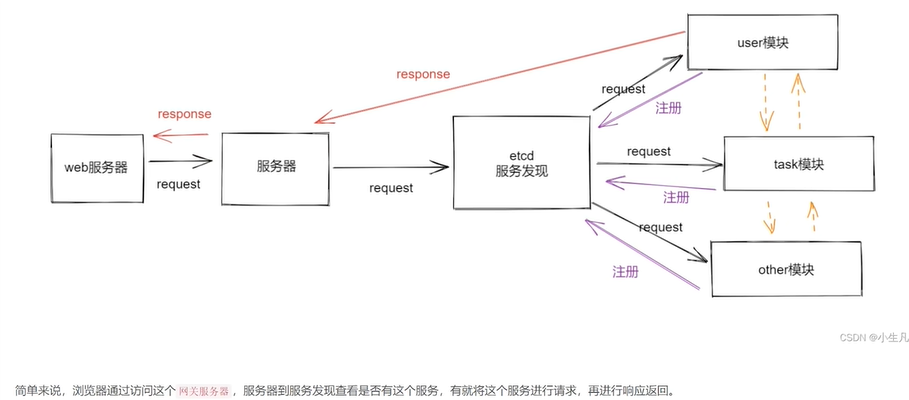 user模块
response
request
注册
response
web服务器
request
服务器
request
etcd
服务发现
request
注册
task模块
request
注册
other模块
CSDN @小生凡
简单来说，浏览器通过访问这个 网关服务器，服务器到服务发现查看是否有这个服务，有就将这个服务进行请求，再进行响应返回。